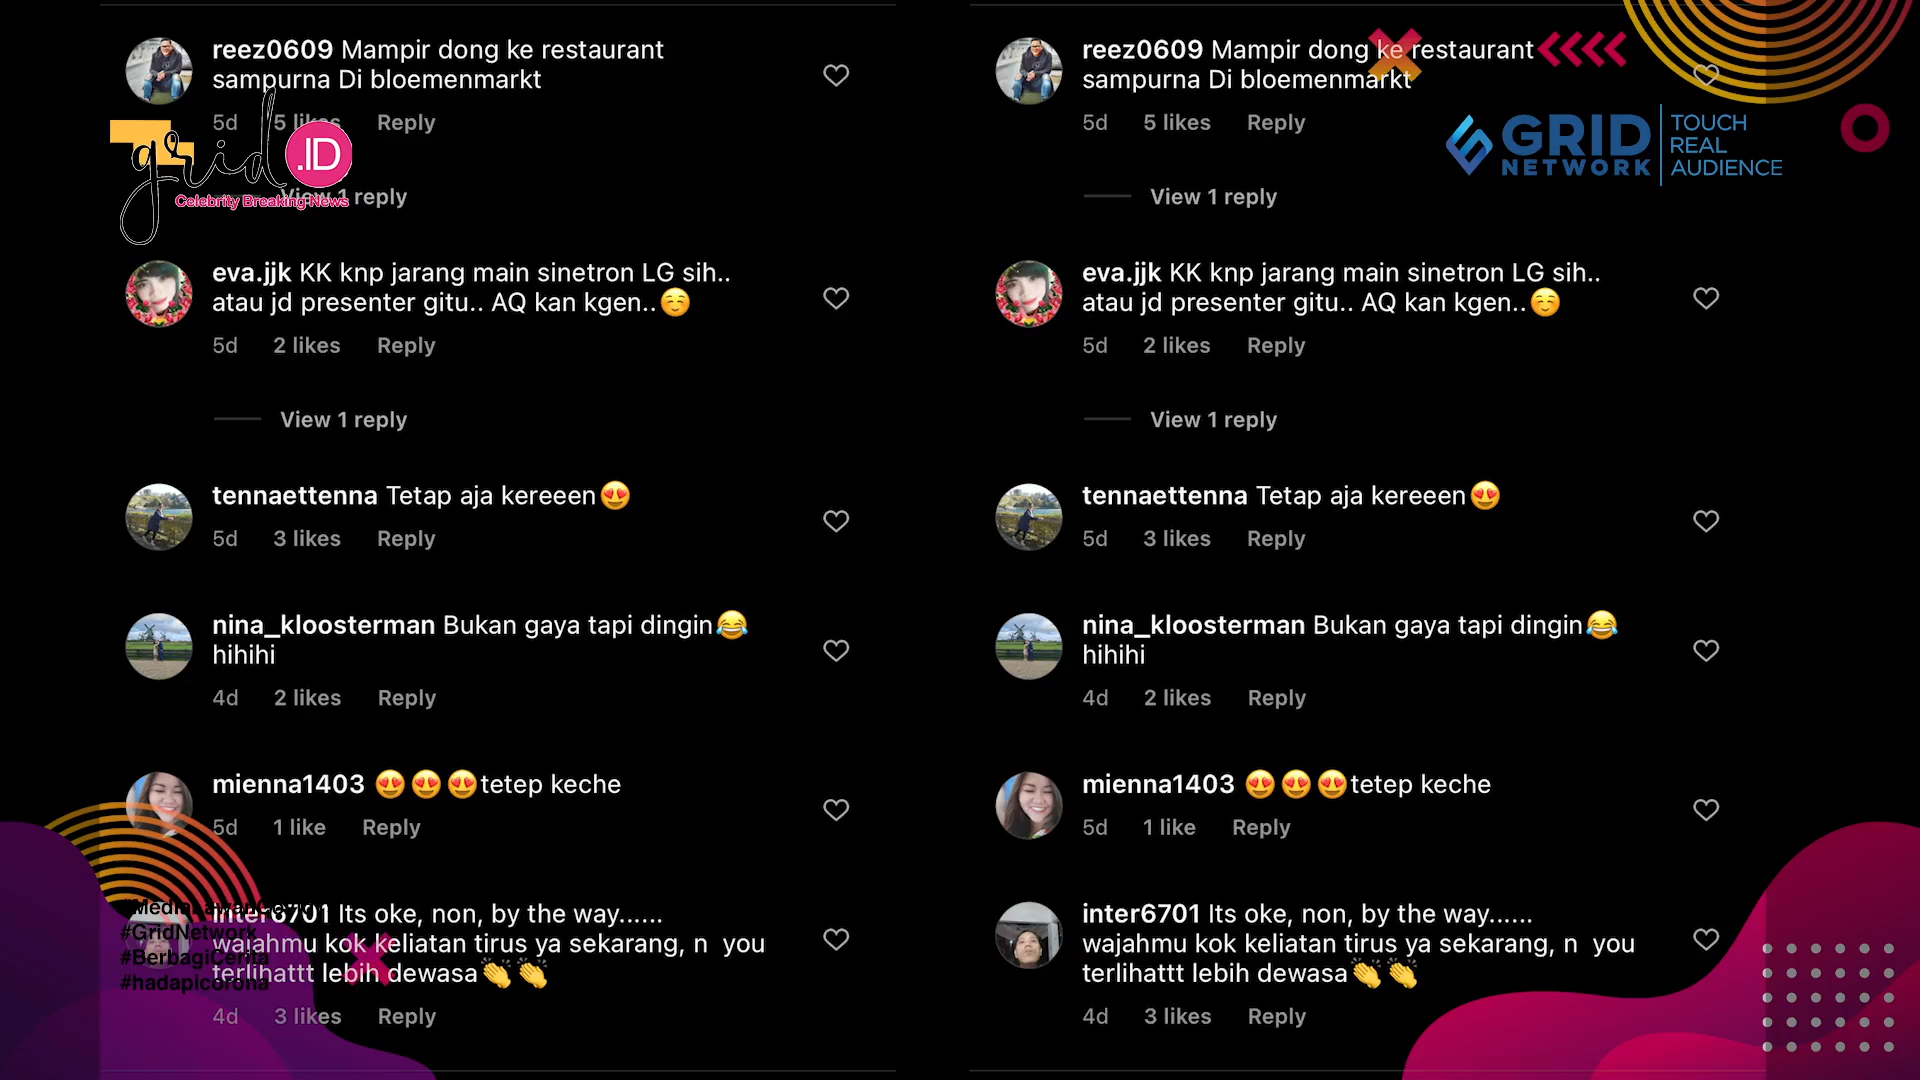 reez0609 Mampir dong ke restaurant
sampurna Di bloemenmarkt
5d 5 likes Reply
View 1 reply
grid .ID
Celebrity Breaking News
eva.jjk KK knp jarang main sinetron LG sih..
atau jd presenter gitu.. AQ kan kgen..☺️
5d 2 likes Reply
View 1 reply
tennaettenna Tetap aja kereeen😍
5d 3 likes Reply
nina_kloosterman Bukan gaya tapi dingin😂
hihihi
4d 2 likes Reply
mienna1403 😍😍😍tetep keche
5d 1 like Reply
inter6701 Its oke, non, by the way......
wajahmu kok keliatan tirus ya sekarang, n you
terlihattt lebih dewasa👏👏
4d 3 likes Reply
#GridNetwork
#BerbagiCerita
#hadapicorona
reez0609 Mampir dong ke restaurant
sampurna Di bloemenmarkt
5d 5 likes Reply
View 1 reply
GRID
NETWORK
TOUCH
REAL
AUDIENCE
eva.jjk KK knp jarang main sinetron LG sih..
atau jd presenter gitu.. AQ kan kgen..☺️
5d 2 likes Reply
View 1 reply
tennaettenna Tetap aja kereeen😍
5d 3 likes Reply
nina_kloosterman Bukan gaya tapi dingin😂
hihihi
4d 2 likes Reply
mienna1403 😍😍😍tetep keche
5d 1 like Reply
inter6701 Its oke, non, by the way......
wajahmu kok keliatan tirus ya sekarang, n you
terlihattt lebih dewasa👏👏
4d 3 likes Reply